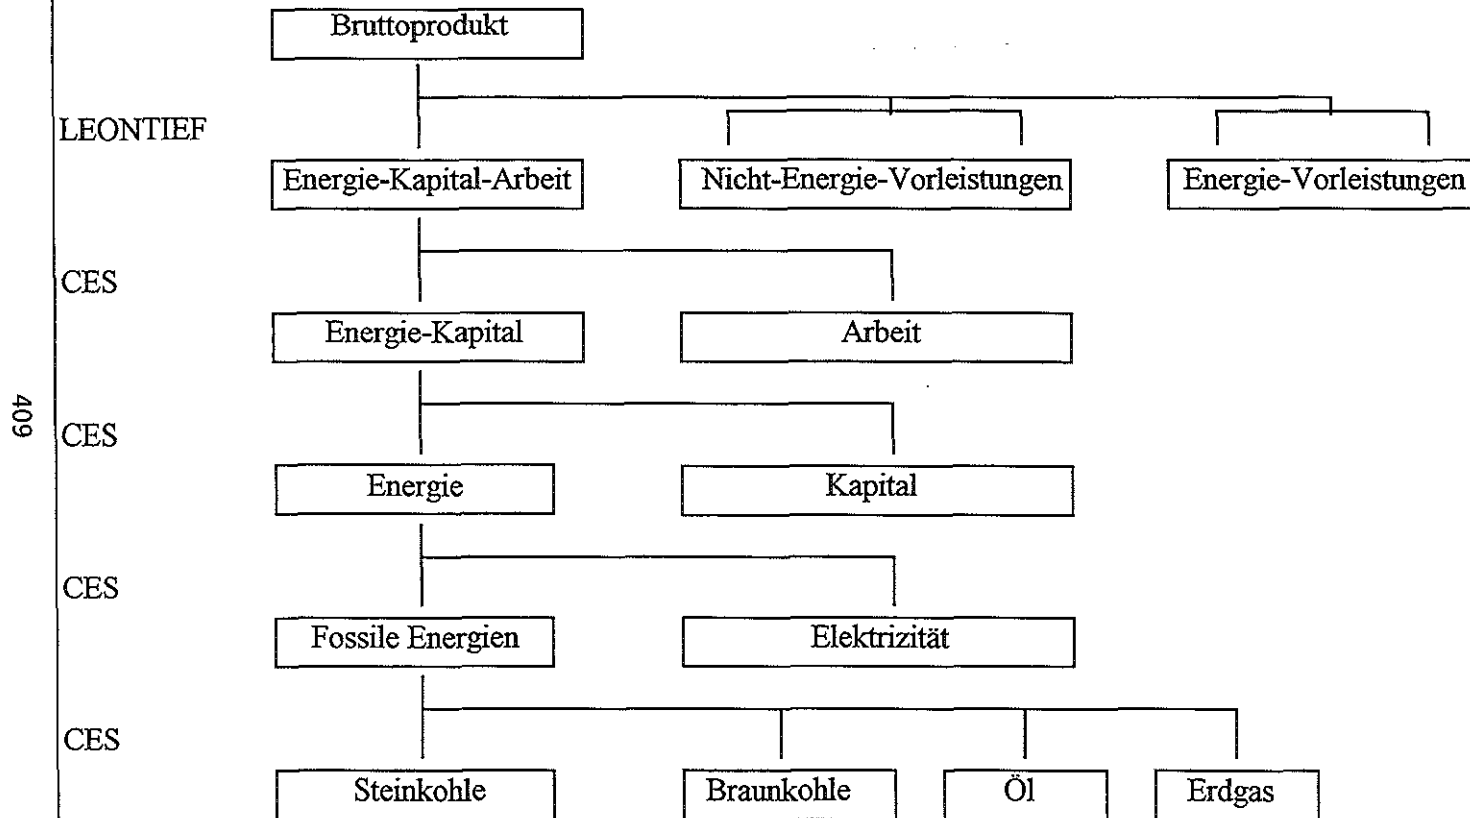 Bruttoprodukt
LEONTIEF
Energie-Kapital-Arbeit Nicht-Energie-Vorleistungen Energie-Vorleistungen
CES
Energie-Kapital Arbeit
409
CES
Energie Kapital
CES
Fossile Energien Elektrizität
CES
Steinkohle Braunkohle Öl Erdgas